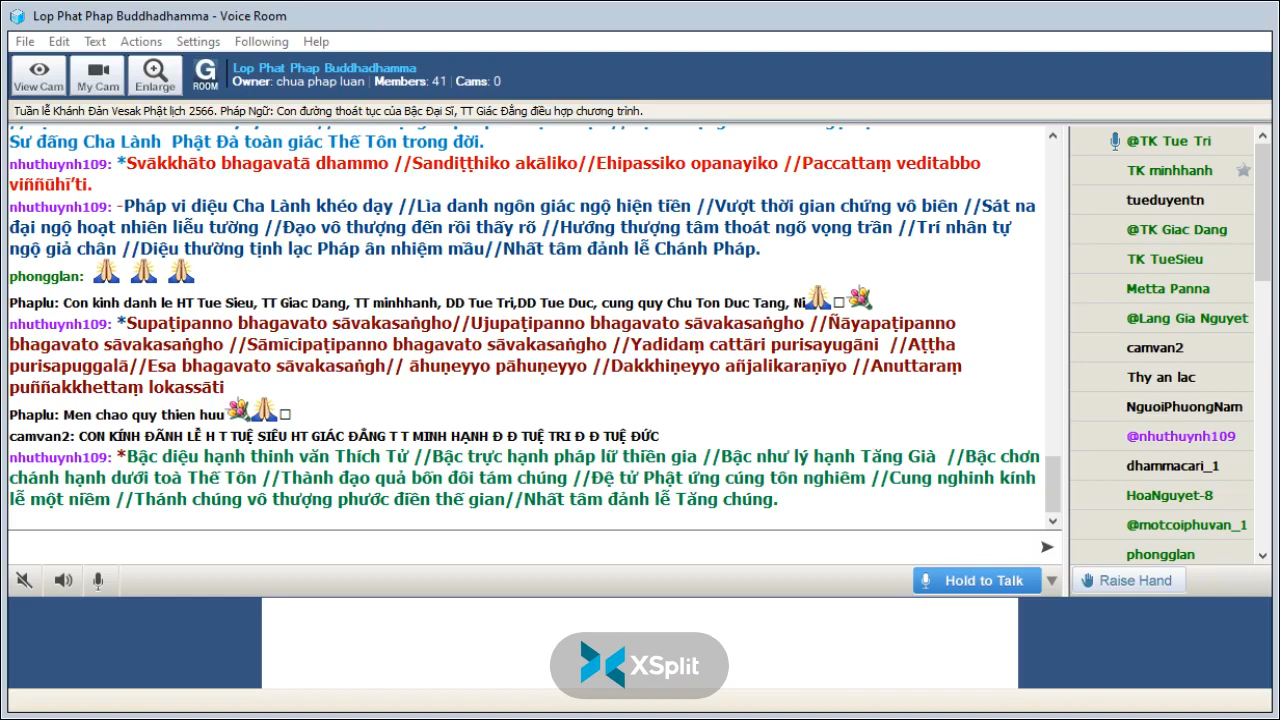 Lop Phat Phap Buddhadhamma - Voice Room
File Edit Text Actions Settings Following Help
View Cam My Cam Enlarge G ROOM
Lop Phat Phap Buddhadhamma
Owner: chua phap luan | Members: 41 | Cams: 0
Tuần lễ Khánh Đản Vesak Phật lịch 2566. Pháp Ngữ: Con đường thoát tục của Bậc Đại Sĩ, TT Giác Đẳng điều hợp chương trình.
Sư đấng Cha Lành Phật Đà toàn giác Thế Tôn trong đời.
nhuthuynh109: *Svākkhāto bhagavatā dhammo //Sandiṭṭhiko akāliko//Ehipassiko opanayiko //Paccattaṃ veditabbo
viññūhī’ti.
nhuthuynh109: -Pháp vi diệu Cha Lành khéo dạy //Lìa danh ngôn giác ngộ hiện tiền //Vượt thời gian chứng vô biên //Sát na
đại ngộ hoạt nhiên liễu tường //Đạo vô thượng đến rồi thấy rõ //Hướng thượng tâm thoát ngõ vọng trần //Trí nhân tự
ngộ giả chân //Diệu thường tịnh lạc Pháp ân nhiệm mầu//Nhất tâm đảnh lễ Chánh Pháp.
phongglan:
Phaplu: Con kinh danh le HT Tue Sieu, TT Giac Dang, TT minhhanh, DD Tue Tri,DD Tue Duc, cung quy Chu Ton Duc Tang, Ni
nhuthuynh109: *Supaṭipanno bhagavato sāvakasaṅgho//Ujupaṭipanno bhagavato sāvakasaṅgho //Ñāyapaṭipanno
bhagavato sāvakasaṅgho //Sāmīcipaṭipanno bhagavato sāvakasaṅgho //Yadidaṃ cattāri purisayugāni //Aṭṭha
purisapuggalā//Esa bhagavato sāvakasaṅgh// āhuṇeyyo pāhuṇeyyo //Dakkhiṇeyyo añjalikaraṇīyo //Anuttaraṃ
puññakkhettaṃ lokassāti
Phaplu: Men chao quy thien huu
camvan2: CON KÍNH ĐÃNH LỄ H T TUỆ SIÊU HT GIÁC ĐẲNG T T MINH HẠNH Đ Đ TUỆ TRI Đ Đ TUỆ ĐỨC
nhuthuynh109: *Bậc diệu hạnh thinh văn Thích Tử //Bậc trực hạnh pháp lữ thiền gia //Bậc như lý hạnh Tăng Già //Bậc chơn
chánh hạnh dưới toà Thế Tôn //Thành đạo quả bốn đôi tám chúng //Đệ tử Phật ứng cúng tôn nghiêm //Cung nghinh kính
lễ một niềm //Thánh chúng vô thượng phước điền thế gian//Nhất tâm đảnh lễ Tăng chúng.
@TK Tue Tri
TK minhhanh
tueduyentn
@TK Giac Dang
TK TueSieu
Metta Panna
@Lang Gia Nguyet
camvan2
Thy an lac
NguoiPhuongNam
@nhuthuynh109
dhammacari_1
HoaNguyet-8
@motcoiphuvan_1
phongglan
Hold to Talk
Raise Hand
XSplit